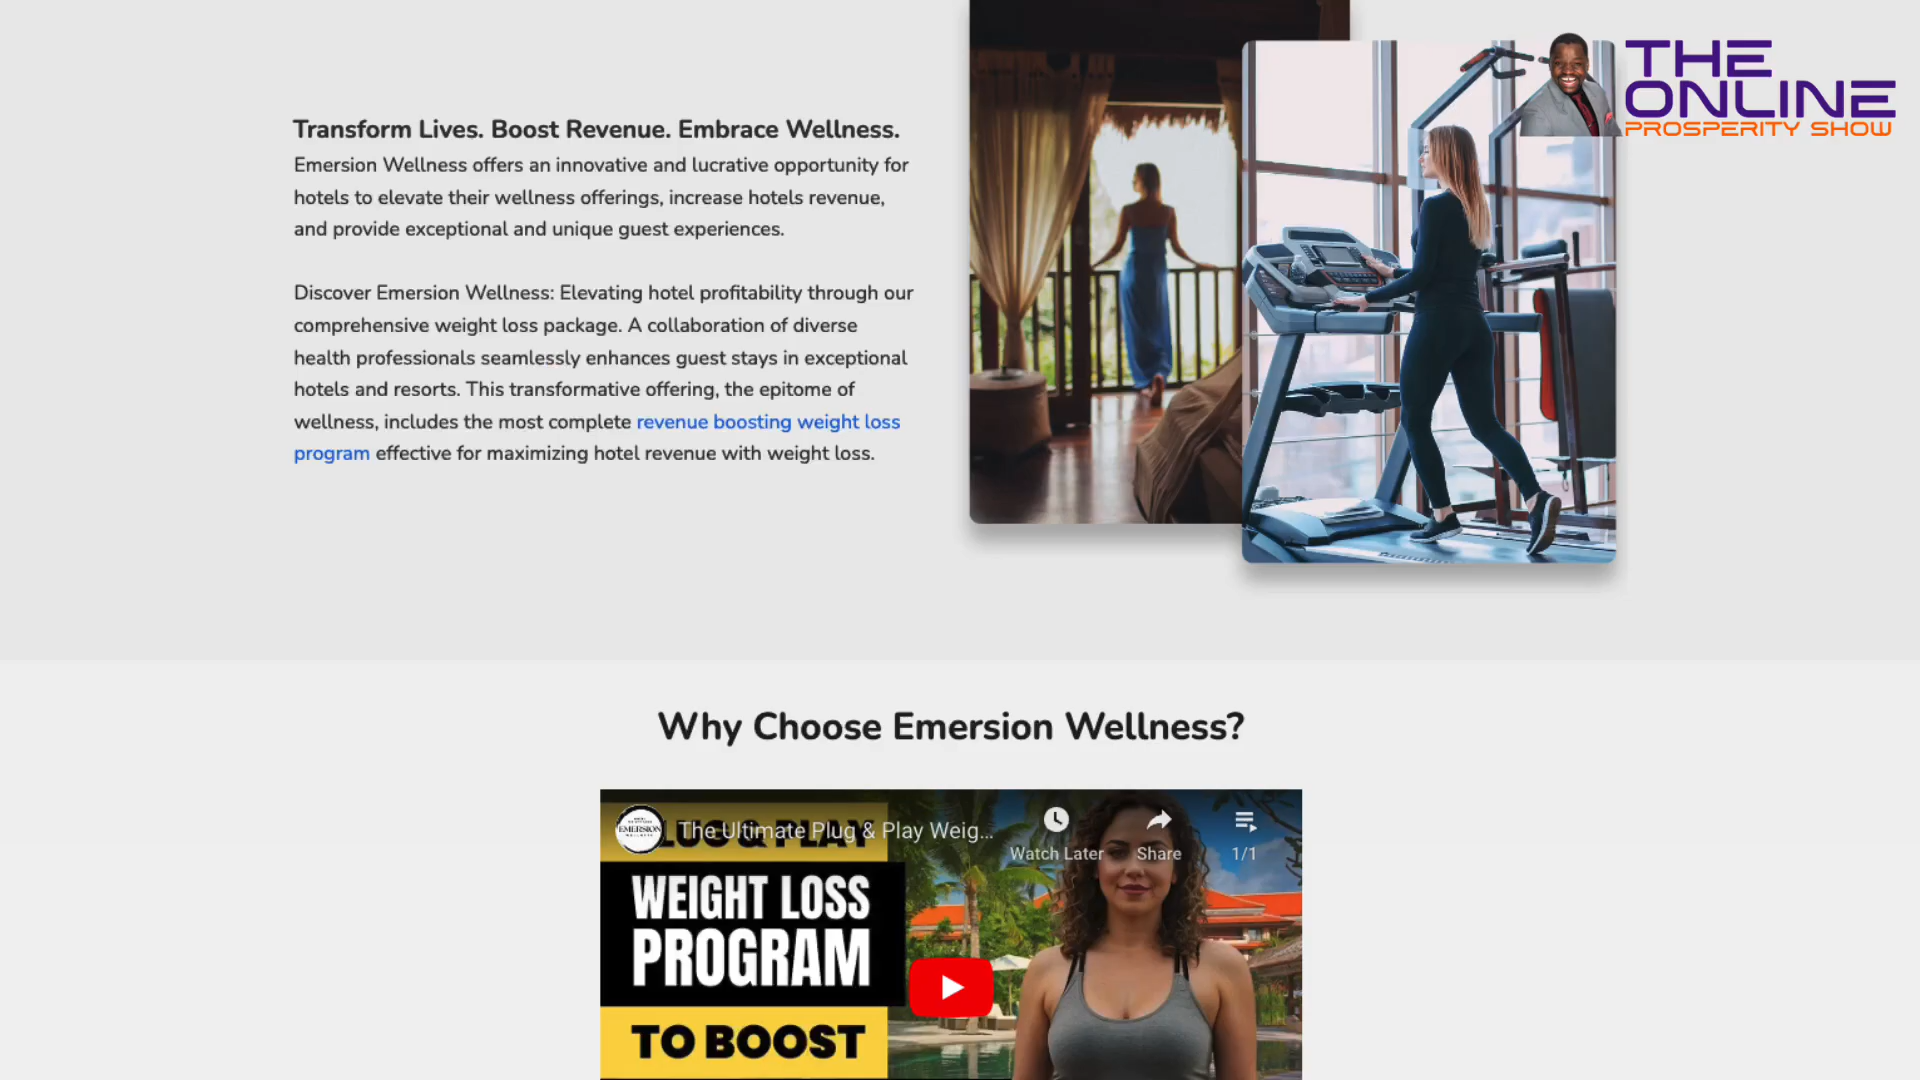 THE
ONLINE
PROSPERITY SHOW
Transform Lives. Boost Revenue. Embrace Wellness.
Emersion Wellness offers an innovative and lucrative opportunity for
hotels to elevate their wellness offerings, increase hotels revenue,
and provide exceptional and unique guest experiences.
Discover Emersion Wellness: Elevating hotel profitability through our
comprehensive weight loss package. A collaboration of diverse
health professionals seamlessly enhances guest stays in exceptional
hotels and resorts. This transformative offering, the epitome of
wellness, includes the most complete revenue boosting weight loss
program effective for maximizing hotel revenue with weight loss.
Why Choose Emersion Wellness?
EMERSION
The Ultimate Plug & Play Weig...
Watch Later
Share
1/1
LUG & PLAY
WEIGHT LOSS
PROGRAM
TO BOOST